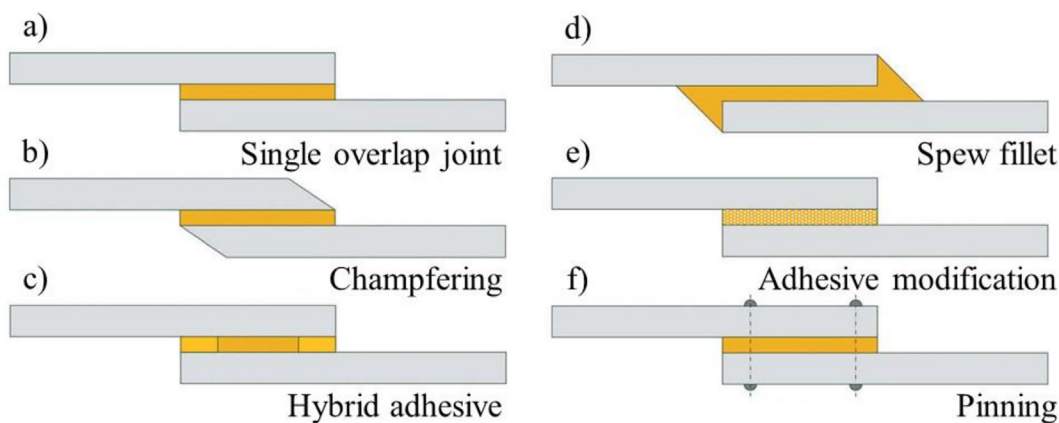 a)
Single overlap joint
b)
Champfering
c)
Hybrid adhesive
d)
Spew fillet
e)
Adhesive modification
f)
Pinning